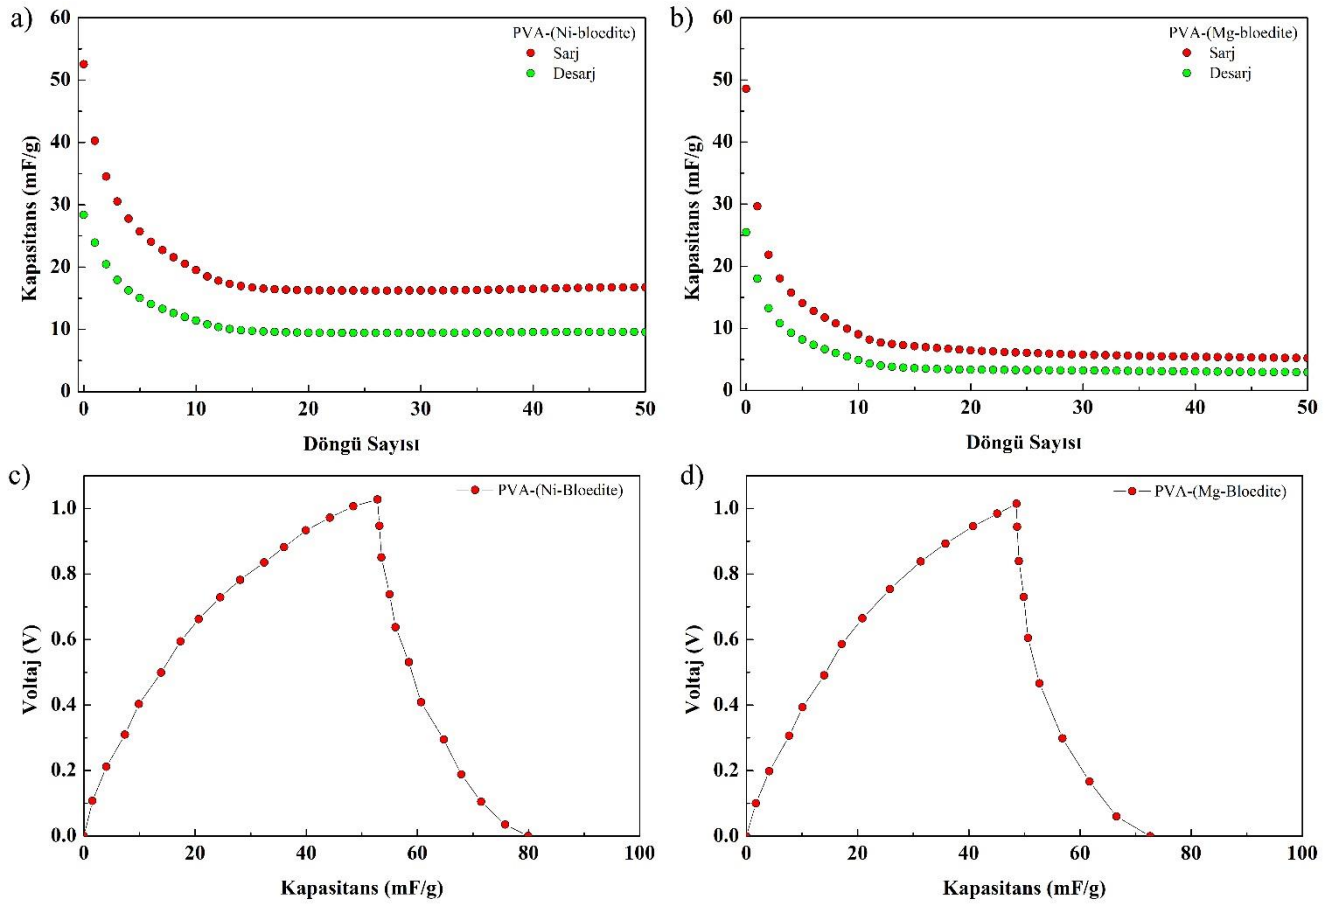 a)
PVA-(Ni-bloedite)
Sarj
Desarj
Kapasitans (mF/g)
60
50
40
30
20
10
0
0 10 20 30 40 50
Döngü Sayısı
b)
PVA-(Mg-bloedite)
Sarj
Desarj
Kapasitans (mF/g)
60
50
40
30
20
10
0
0 10 20 30 40 50
Döngü Sayısı
c)
PVA-(Ni-Bloedite)
Voltaj (V)
1.0
0.8
0.6
0.4
0.2
0.0
0 20 40 60 80 100
Kapasitans (mF/g)
d)
PVA-(Mg-Bloedite)
Voltaj (V)
1.0
0.8
0.6
0.4
0.2
0.0
0 20 40 60 80 100
Kapasitans (mF/g)